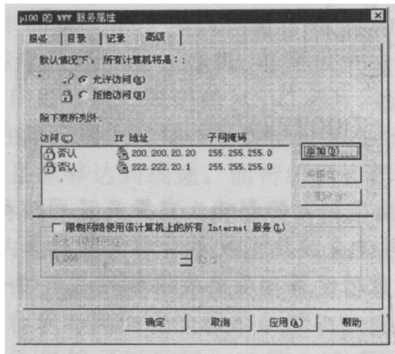 p100 的 WWW 服务属性
服务 目录 记录 高级
默认情况下，所有计算机将是：:
允许访问(R)
拒绝访问(N)
除下表所列外:
访问(C) IP 地址 子网掩码
否认 200.200.20.20 255.255.255.0
否认 222.222.20.1 255.255.255.0
添加(D)...
限制网络使用该计算机上的所有 Internet 服务(L)
4,096
确定 取消 应用(A) 帮助